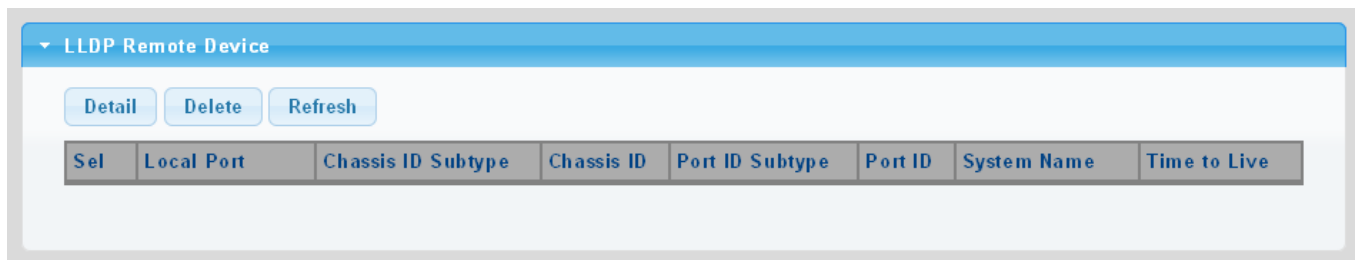 LLDP Remote Device
Detail Delete Refresh
Sel Local Port Chassis ID Subtype Chassis ID Port ID Subtype Port ID System Name Time to Live